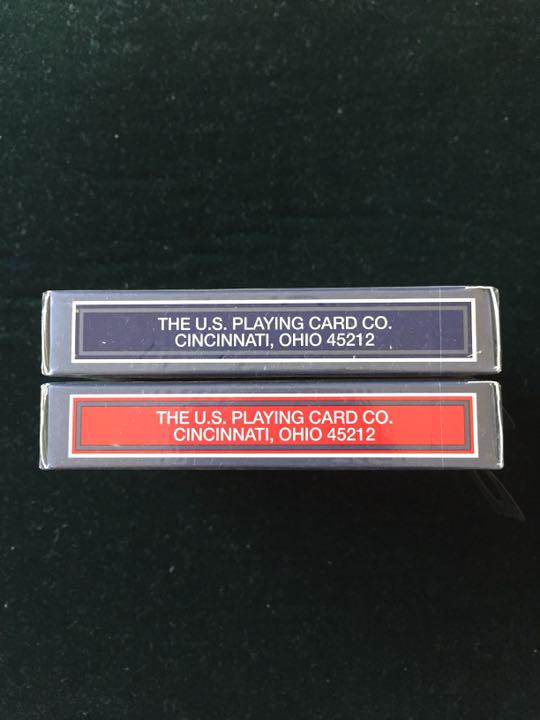 THE U.S. PLAYING CARD CO.
CINCINNATI, OHIO 45212
THE U.S. PLAYING CARD CO.
CINCINNATI, OHIO 45212